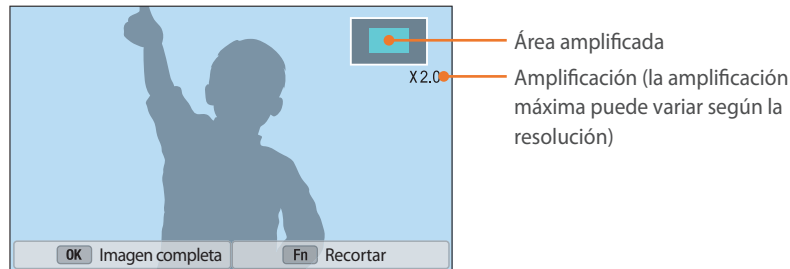 X 2.0
OK Imagen completa Fn Recortar
Área amplificada
Amplificación (la amplificación
máxima puede variar según la
resolución)